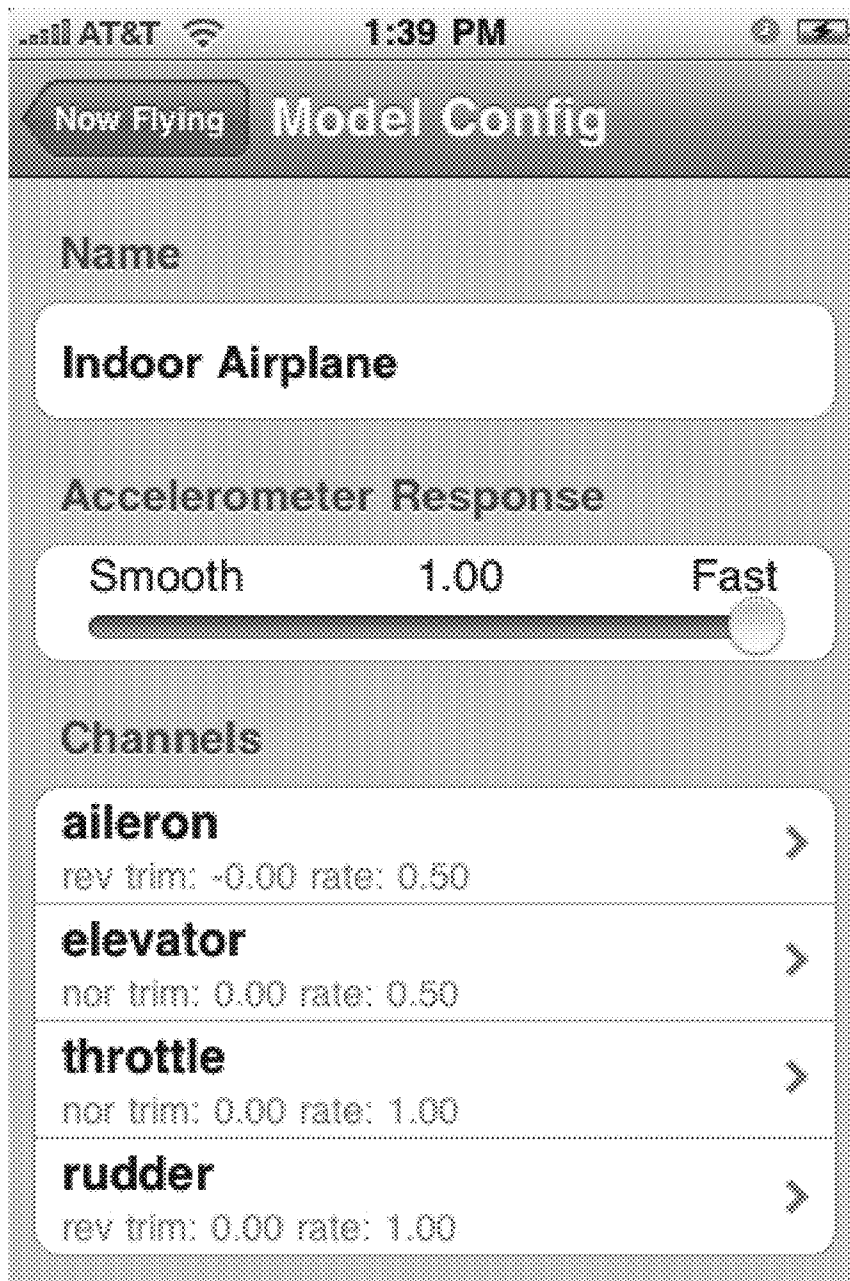 AT&T 1:39 PM
Now Flying Model Config
Name
Indoor Airplane
Accelerometer Response
Smooth 1.00 Fast
Channels
aileron
rev trim: -0.00 rate: 0.50
elevator
nor trim: 0.00 rate: 0.50
throttle
nor trim: 0.00 rate: 1.00
rudder
rev trim: 0.00 rate: 1.00